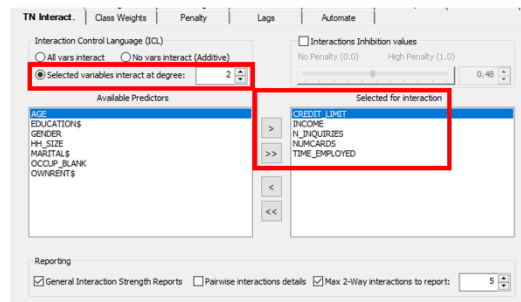 TN Interact. Class Weights Penalty Lags Automate
Interaction Control Language (ICL)
All vars interact No vars interact (Additive)
Selected variables interact at degree: 2
Interactions Inhibition values
No Penalty (0.0) High Penalty (1.0)
0.48
Available Predictors
AGE
EDUCATION$
GENDER
HH_SIZE
MARITAL$
OCCUP_BLANK
OWNRENT$
>
>>
<
<<
Selected for interaction
CREDIT_LIMIT
INCOME
N_INQUIRIES
NUMCARDS
TIME_EMPLOYED
Reporting
General Interaction Strength Reports Pairwise interactions details Max 2-Way interactions to report: 5